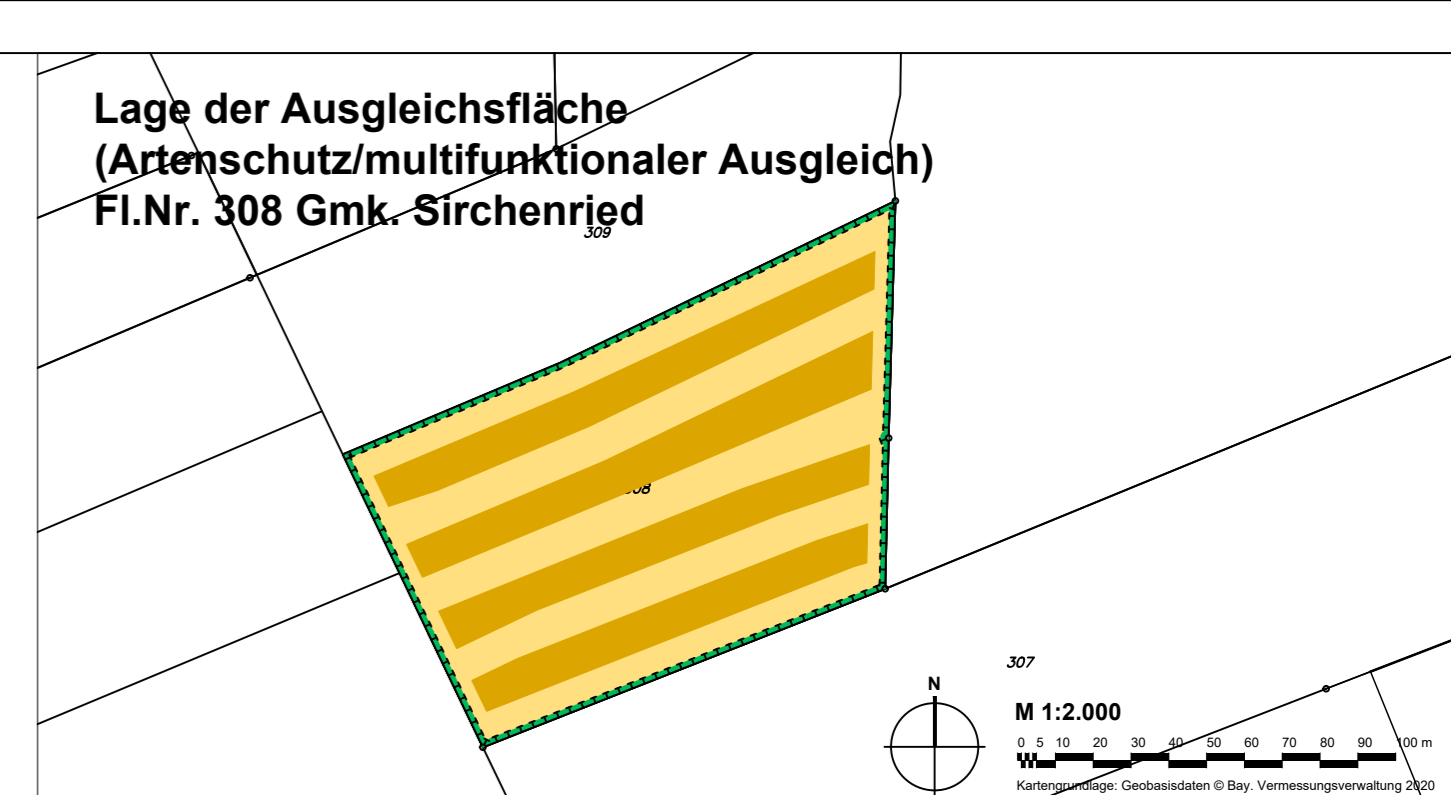 Lage der Ausgleichsfläche
(Artenschutz/multifunktionaler Ausgleich)
Fl.Nr. 308 Gmk. Sirchenried
309
307
N
M 1:2.000
0 5 10 20 30 40 50 60 70 80 90 100 m
Kartengrundlage: Geobasisdaten © Bay. Vermessungsverwaltung 2020